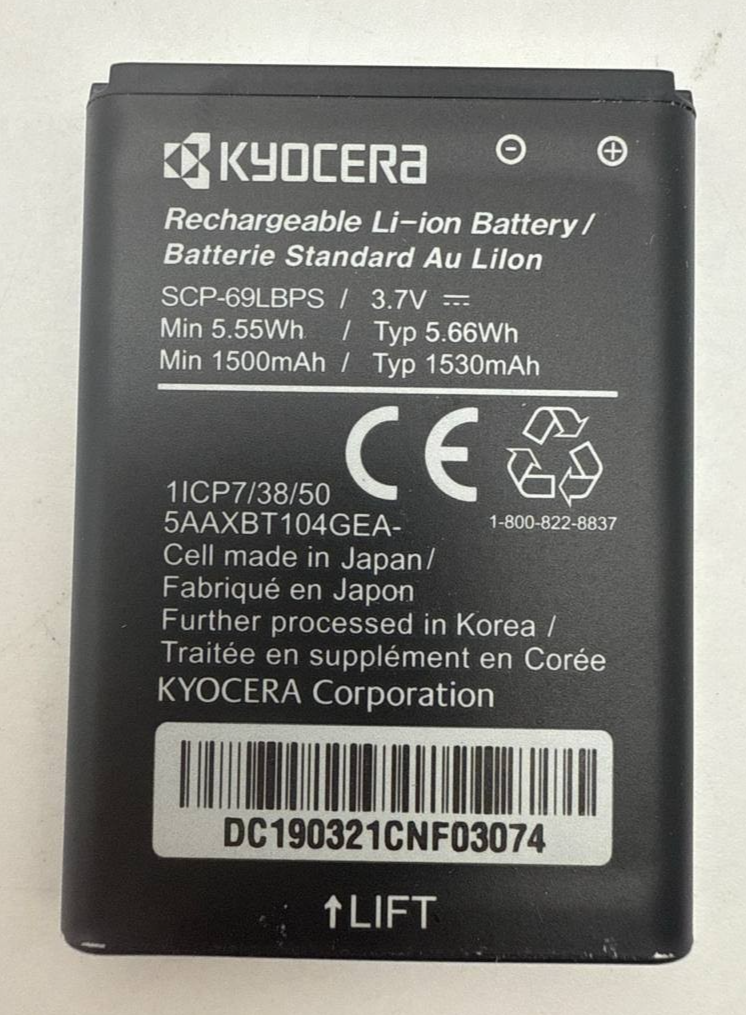 KYOCERA
Rechargeable Li-ion Battery /
Batterie Standard Au LiIon
SCP-69LBPS / 3.7V ⎓
Min 5.55Wh / Typ 5.66Wh
Min 1500mAh / Typ 1530mAh
CE
1ICP7/38/50
5AAXBT104GEA-
1-800-822-8837
Cell made in Japan/
Fabriqué en Japon
Further processed in Korea /
Traitée en supplément en Corée
KYOCERA Corporation
DC190321CNF03074
↑LIFT